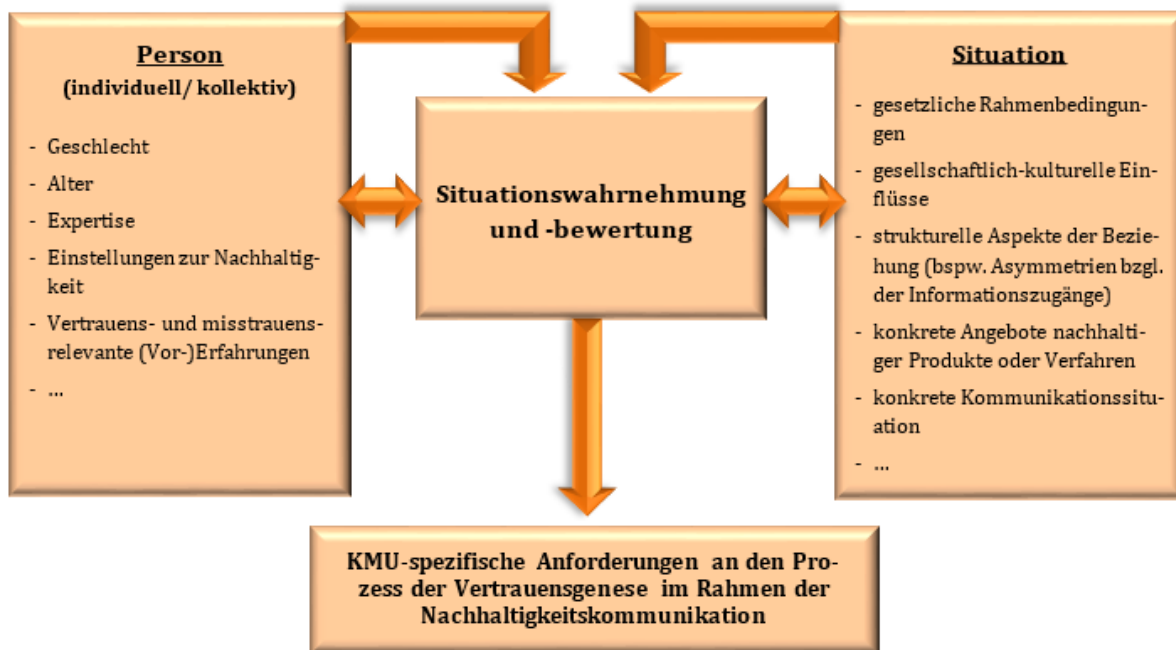 Person
(individuell/ kollektiv)
- Geschlecht
- Alter
- Expertise
- Einstellungen zur Nachhaltig-
keit
- Vertrauens- und misstrauens-
relevante (Vor-)Erfahrungen
- ...
Situationswahrnehmung
und -bewertung
Situation
- gesetzliche Rahmenbedingun-
gen
- gesellschaftlich-kulturelle Ein-
flüsse
- strukturelle Aspekte der Bezie-
hung (bspw. Asymmetrien bzgl.
der Informationszugänge)
- konkrete Angebote nachhalti-
ger Produkte oder Verfahren
- konkrete Kommunikationssitu-
ation
- ...
KMU-spezifische Anforderungen an den Pro-
zess der Vertrauensgenese im Rahmen der
Nachhaltigkeitskommunikation